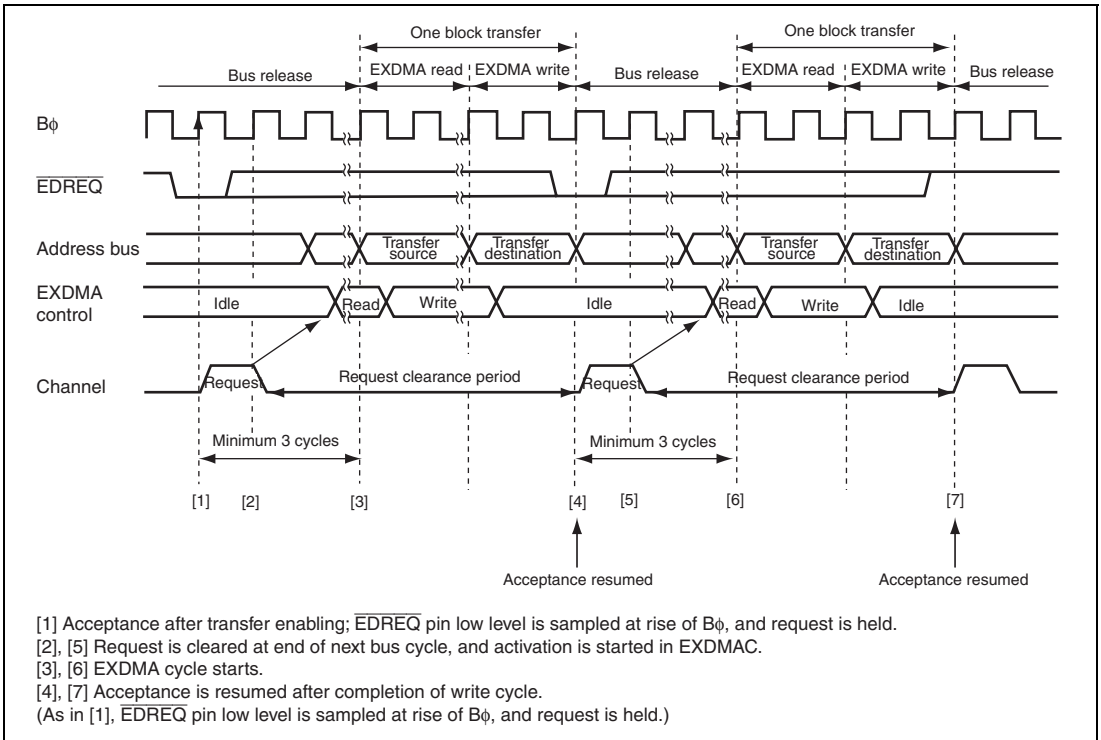 One block transfer One block transfer
Bus release EXDMA read EXDMA write Bus release EXDMA read EXDMA write Bus release
Bφ
EDREQ
Address bus Transfer source Transfer destination Transfer source Transfer destination
EXDMA control Idle Read Write Idle Read Write Idle
Channel Request Request clearance period Request Request clearance period
Minimum 3 cycles Minimum 3 cycles
[1] [2] [3] [4] [5] [6] [7]
Acceptance resumed Acceptance resumed
[1] Acceptance after transfer enabling; EDREQ pin low level is sampled at rise of Bφ, and request is held.
[2], [5] Request is cleared at end of next bus cycle, and activation is started in EXDMAC.
[3], [6] EXDMA cycle starts.
[4], [7] Acceptance is resumed after completion of write cycle.
(As in [1], EDREQ pin low level is sampled at rise of Bφ, and request is held.)